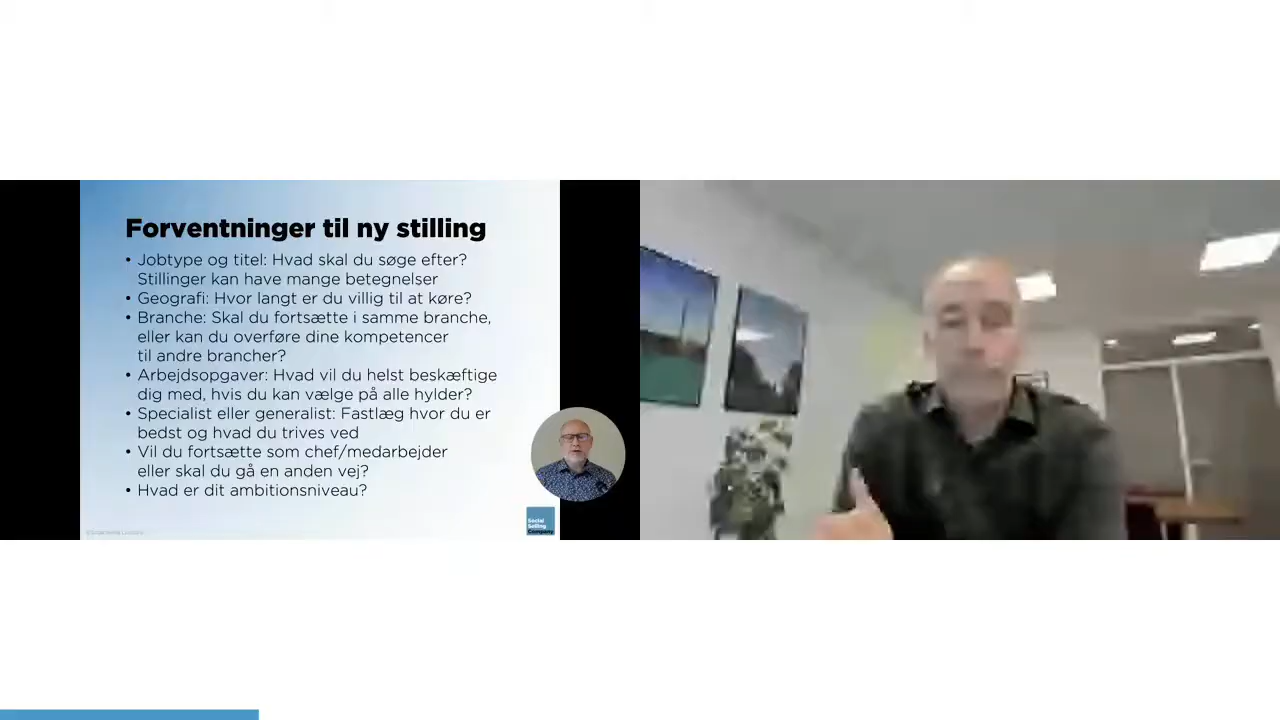 Forventninger til ny stilling
• Jobtype og titel: Hvad skal du søge efter?
Stillinger kan have mange betegnelser
• Geografi: Hvor langt er du villig til at køre?
• Branche: Skal du fortsætte i samme branche,
eller kan du overføre dine kompetencer
til andre brancher?
• Arbejdsopgaver: Hvad vil du helst beskæftige
dig med, hvis du kan vælge på alle hylder?
• Specialist eller generalist: Fastlæg hvor du er
bedst og hvad du trives ved
• Vil du fortsætte som chef/medarbejder
eller skal du gå en anden vej?
• Hvad er dit ambitionsniveau?
Social
Selling
Company